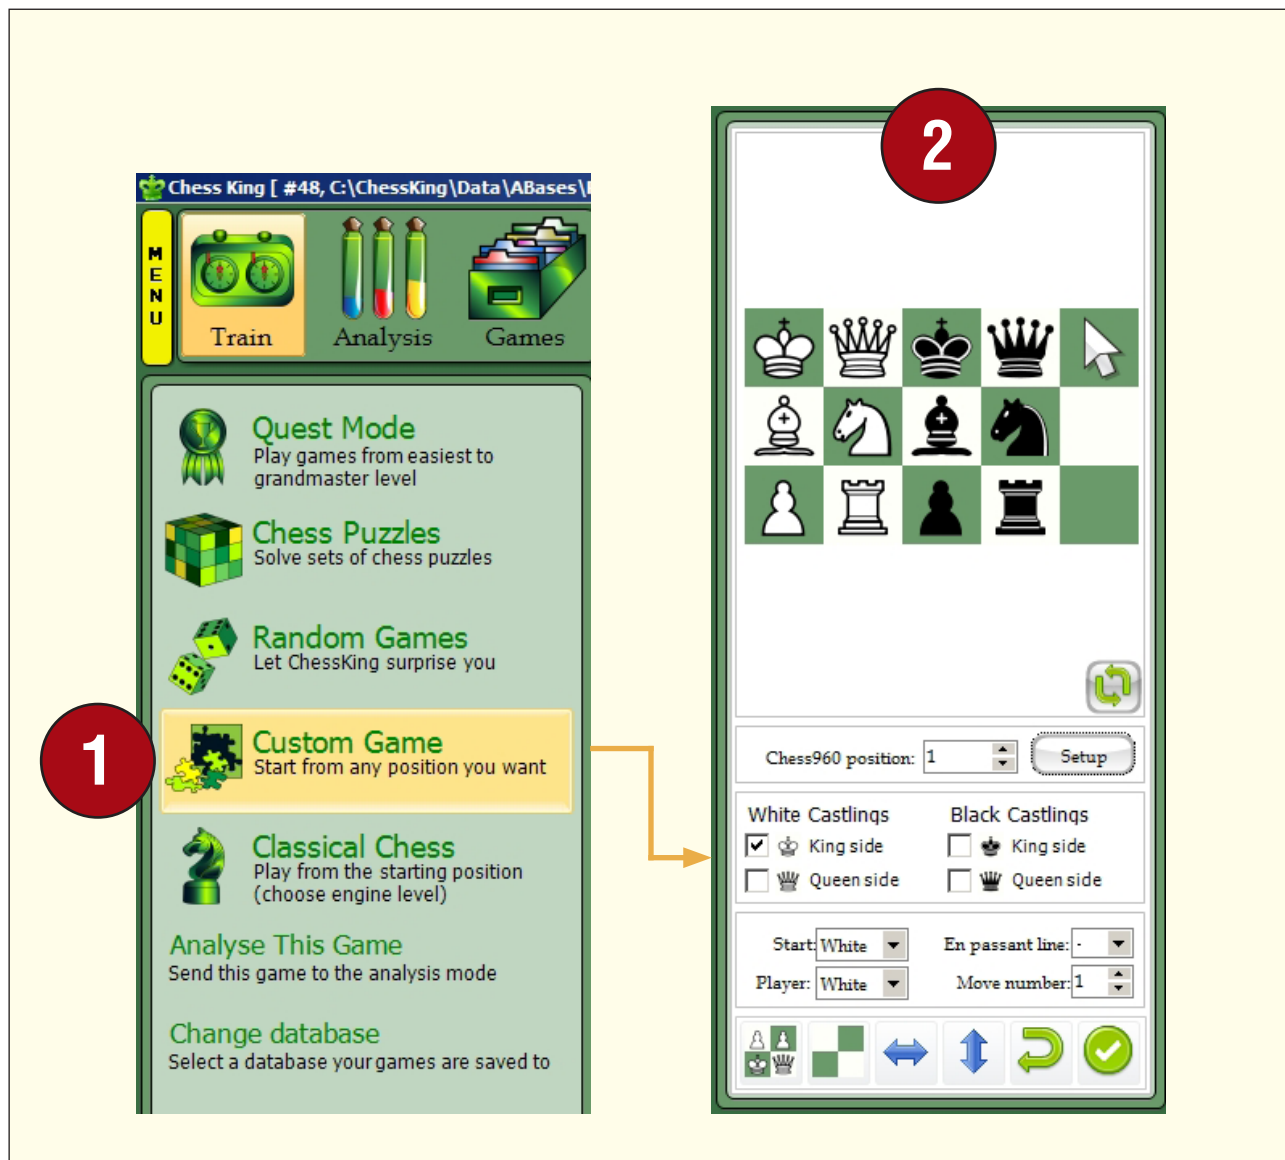 2
Chess King [ #48, C:\ChessKing\Data\ABases\
MENU
Train
Analysis
Games
Quest Mode
Play games from easiest to
grandmaster level
Chess Puzzles
Solve sets of chess puzzles
Random Games
Let ChessKing surprise you
1
Custom Game
Start from any position you want
Classical Chess
Play from the starting position
(choose engine level)
Analyse This Game
Send this game to the analysis mode
Change database
Select a database your games are saved to
Chess960 position: 1
Setup
White Castlings
King side
Queen side
Black Castlings
King side
Queen side
Start: White
En passant line: -
Player: White
Move number: 1